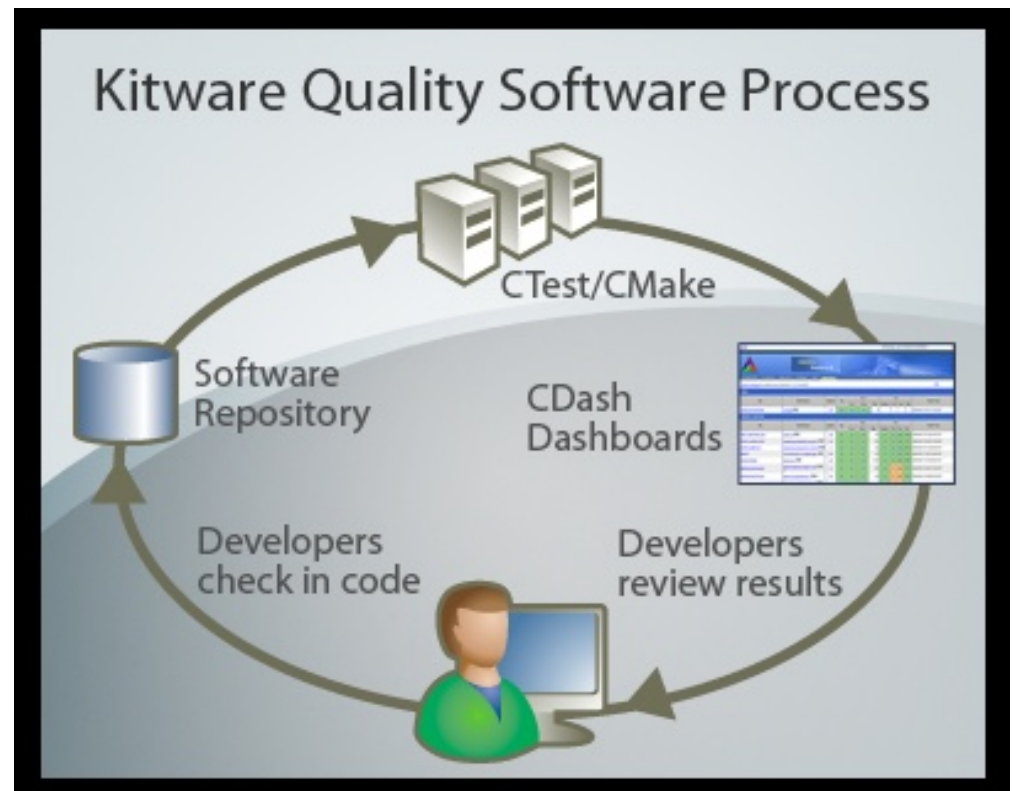 Kitware Quality Software Process
CTest/CMake
Software
Repository
CDash
Dashboards
Developers
check in code
Developers
review results